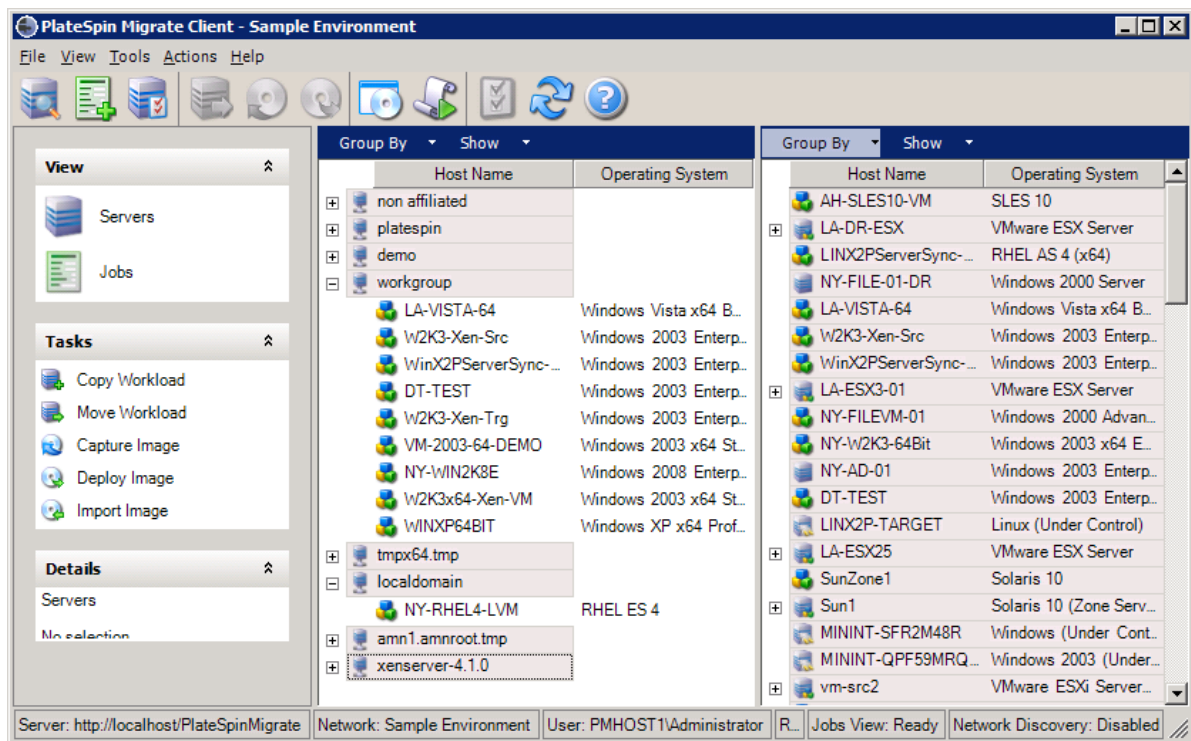 PlateSpin Migrate Client - Sample Environment
File View Tools Actions Help
View
Servers
Jobs
Tasks
Copy Workload
Move Workload
Capture Image
Deploy Image
Import Image
Details
Servers
No selection
Group By Show
Host Name Operating System
non affiliated
platespin
demo
workgroup
LA-VISTA-64 Windows Vista x64 B...
W2K3-Xen-Src Windows 2003 Enterp...
WinX2PServerSync-... Windows 2003 Enterp...
DT-TEST Windows 2003 Enterp...
W2K3-Xen-Trg Windows 2003 Enterp...
VM-2003-64-DEMO Windows 2003 x64 St...
NY-WIN2K8E Windows 2008 Enterp...
W2K3x64-Xen-VM Windows 2003 x64 St...
WINXP64BIT Windows XP x64 Prof...
tmpx64.tmp
localdomain
NY-RHEL4-LVM RHEL ES 4
amn1.amnroot.tmp
xenserver-4.1.0
Group By Show
Host Name Operating System
AH-SLES10-VM SLES 10
LA-DR-ESX VMware ESX Server
LINX2PServerSync-... RHEL AS 4 (x64)
NY-FILE-01-DR Windows 2000 Server
LA-VISTA-64 Windows Vista x64 B...
W2K3-Xen-Src Windows 2003 Enterp...
WinX2PServerSync-... Windows 2003 Enterp...
LA-ESX3-01 VMware ESX Server
NY-FILEVM-01 Windows 2000 Advan...
NY-W2K3-64Bit Windows 2003 x64 E...
NY-AD-01 Windows 2003 Enterp...
DT-TEST Windows 2003 Enterp...
LINX2P-TARGET Linux (Under Control)
LA-ESX25 VMware ESX Server
SunZone1 Solaris 10
Sun1 Solaris 10 (Zone Serv...
MININT-SFR2M48R Windows (Under Cont...
MININT-QPF59MRQ... Windows 2003 (Under...
vm-src2 VMware ESXi Server...
Server: http://localhost/PlateSpinMigrate Network: Sample Environment User: PMHOST1\Administrator R... Jobs View: Ready Network Discovery: Disabled